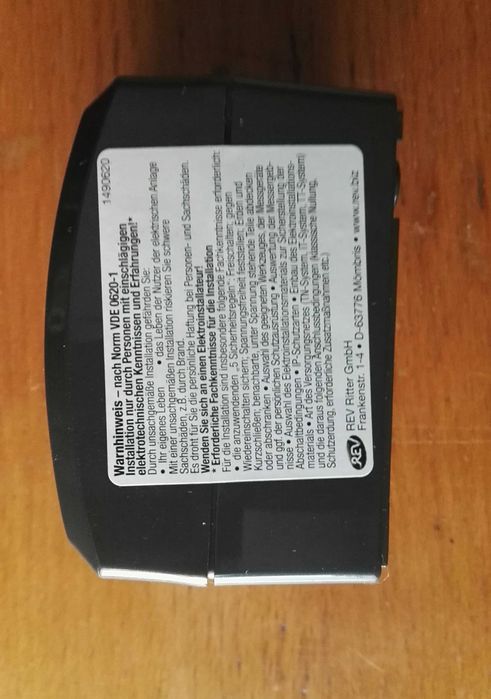 1490620
Warnhinweis – nach Norm VDE 0620-1
Installation nur durch Personen mit einschlägigen
elektrotechnischen Kenntnissen und Erfahrungen!*
Durch unsachgemäße Installation gefährden Sie:
• Ihr eigenes Leben • das Leben der Nutzer der elektrischen Anlage
Mit einer unsachgemäßen Installation riskieren Sie schwere
Sachschäden, z.B. durch Brand.
Es droht für Sie die persönliche Haftung bei Personen- und Sachschäden.
Wenden Sie sich an einen Elektroinstallateur!
* Erforderliche Fachkenntnisse für die Installation
Für die Installation sind insbesondere folgende Fachkenntnisse erforderlich:
• die anzuwendenden „5 Sicherheitsregeln“: Freischalten; gegen
Wiedereinschalten sichern; Spannungsfreiheit feststellen; Erden und
Kurzschließen; benachbarte, unter Spannung stehende Teile abdecken
oder abschranken • Auswahl des geeigneten Werkzeuges, der Messgeräte
und ggf. der persönlichen Schutzausrüstung • Auswertung der Messergeb-
nisse • Auswahl des Elektroinstallationsmaterials zur Sicherstellung der
Abschaltbedingungen • IP-Schutzarten • Einbau des Elektroinstallations-
materials • Art des Versorgungsnetzes (TN-System, IT-System, TT-System)
und die daraus folgenden Anschlussbedingungen (klassische Nullung,
Schutzerdung, erforderliche Zusatzmaßnahmen etc.)
REV
REV Ritter GmbH
Frankenstr. 1-4 • D-63776 Mömbris • www.rev.biz